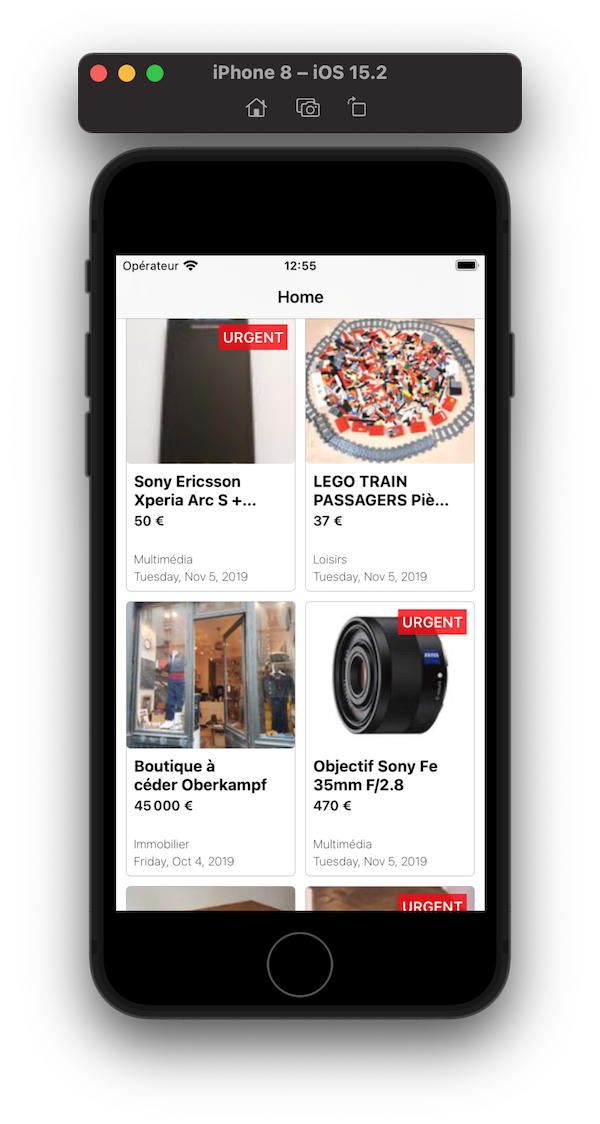 iPhone 8 – iOS 15.2
Opérateur 12:55
Home
URGENT
Sony Ericsson
Xperia Arc S +...
50 €
Multimédia
Tuesday, Nov 5, 2019
LEGO TRAIN
PASSAGERS Piè...
37 €
Loisirs
Tuesday, Nov 5, 2019
Boutique à
céder Oberkampf
45 000 €
Immobilier
Friday, Oct 4, 2019
URGENT
Objectif Sony Fe
35mm F/2.8
470 €
Multimédia
Tuesday, Nov 5, 2019
URGENT